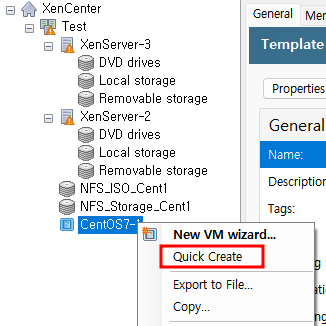 XenCenter
Test
XenServer-3
DVD drives
Local storage
Removable storage
XenServer-2
DVD drives
Local storage
Removable storage
NFS_ISO_Cent1
NFS_Storage_Cent1
CentOS7-1
New VM wizard...
Quick Create
Export to File...
Copy...
General
Template
Properties
General
Name:
Description
Tags: